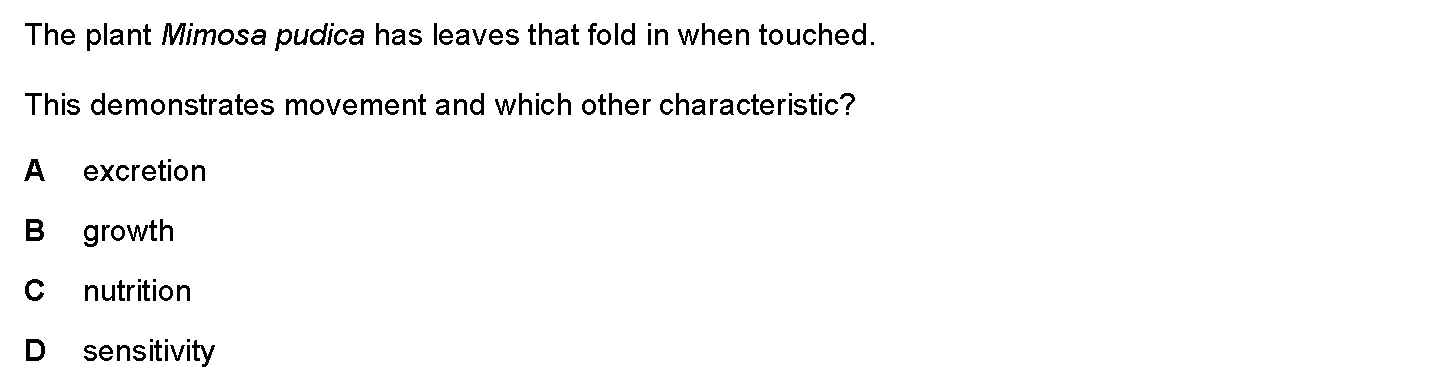 The plant Mimosa pudica has leaves that fold in when touched.
This demonstrates movement and which other characteristic?
A excretion
B growth
C nutrition
D sensitivity